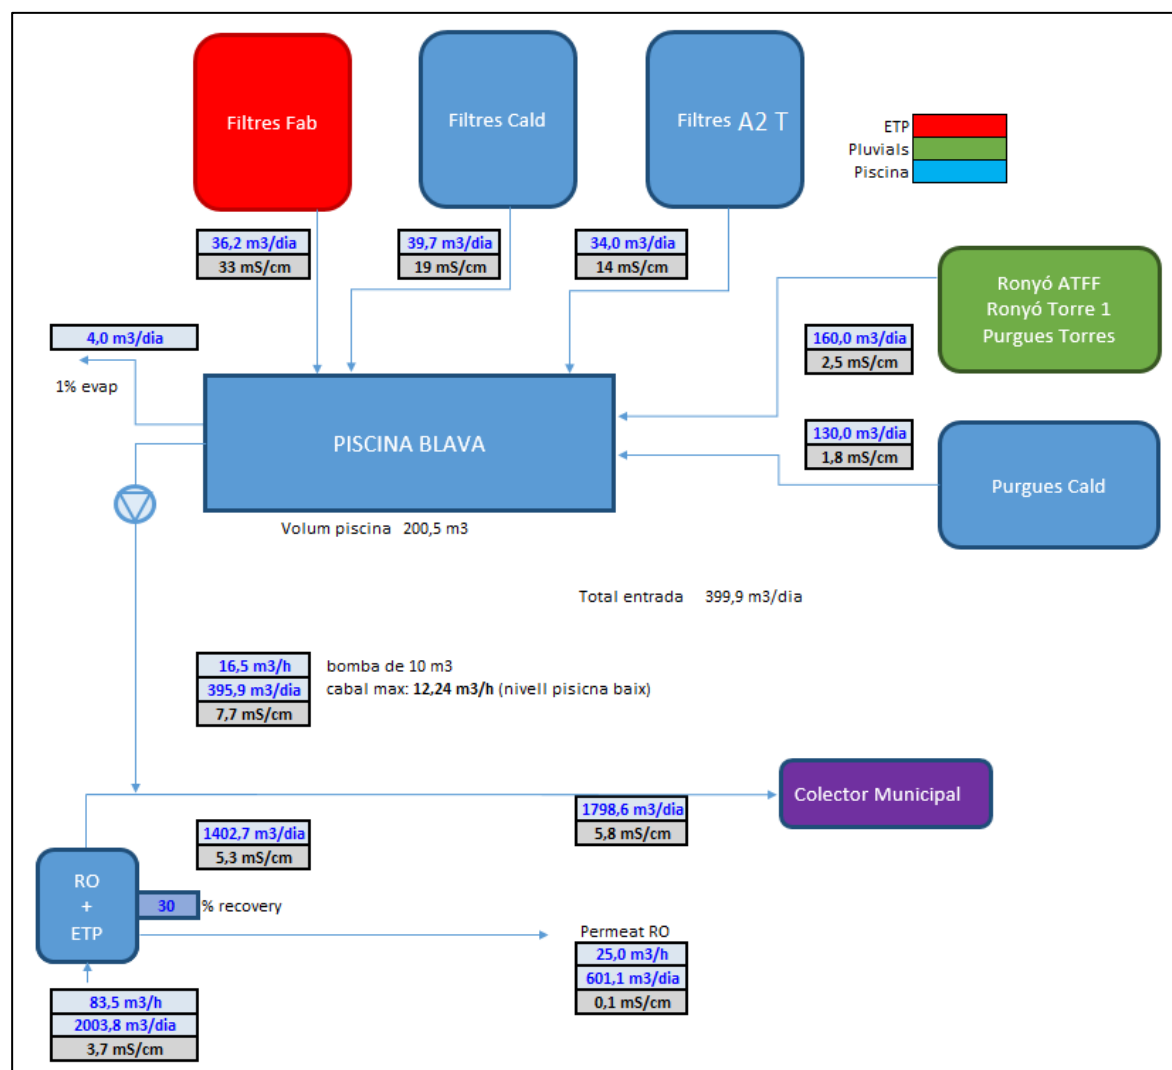 Filtres Fab
Filtres Cald
Filtres A2 T
ETP
Pluvials
Piscina
36,2 m3/dia
33 mS/cm
39,7 m3/dia
19 mS/cm
34,0 m3/dia
14 mS/cm
Ronyó ATFF
Ronyó Torre 1
Purgues Torres
160,0 m3/dia
2,5 mS/cm
4,0 m3/dia
1% evap
PISCINA BLAVA
130,0 m3/dia
1,8 mS/cm
Purgues Cald
Volum piscina 200,5 m3
Total entrada 399,9 m3/dia
16,5 m3/h
395,9 m3/dia
7,7 mS/cm
bomba de 10 m3
cabal max: 12,24 m3/h (nivell pisicna baix)
Colector Municipal
1798,6 m3/dia
5,8 mS/cm
1402,7 m3/dia
5,3 mS/cm
RO
+
ETP
30 % recovery
Permeat RO
25,0 m3/h
601,1 m3/dia
0,1 mS/cm
83,5 m3/h
2003,8 m3/dia
3,7 mS/cm